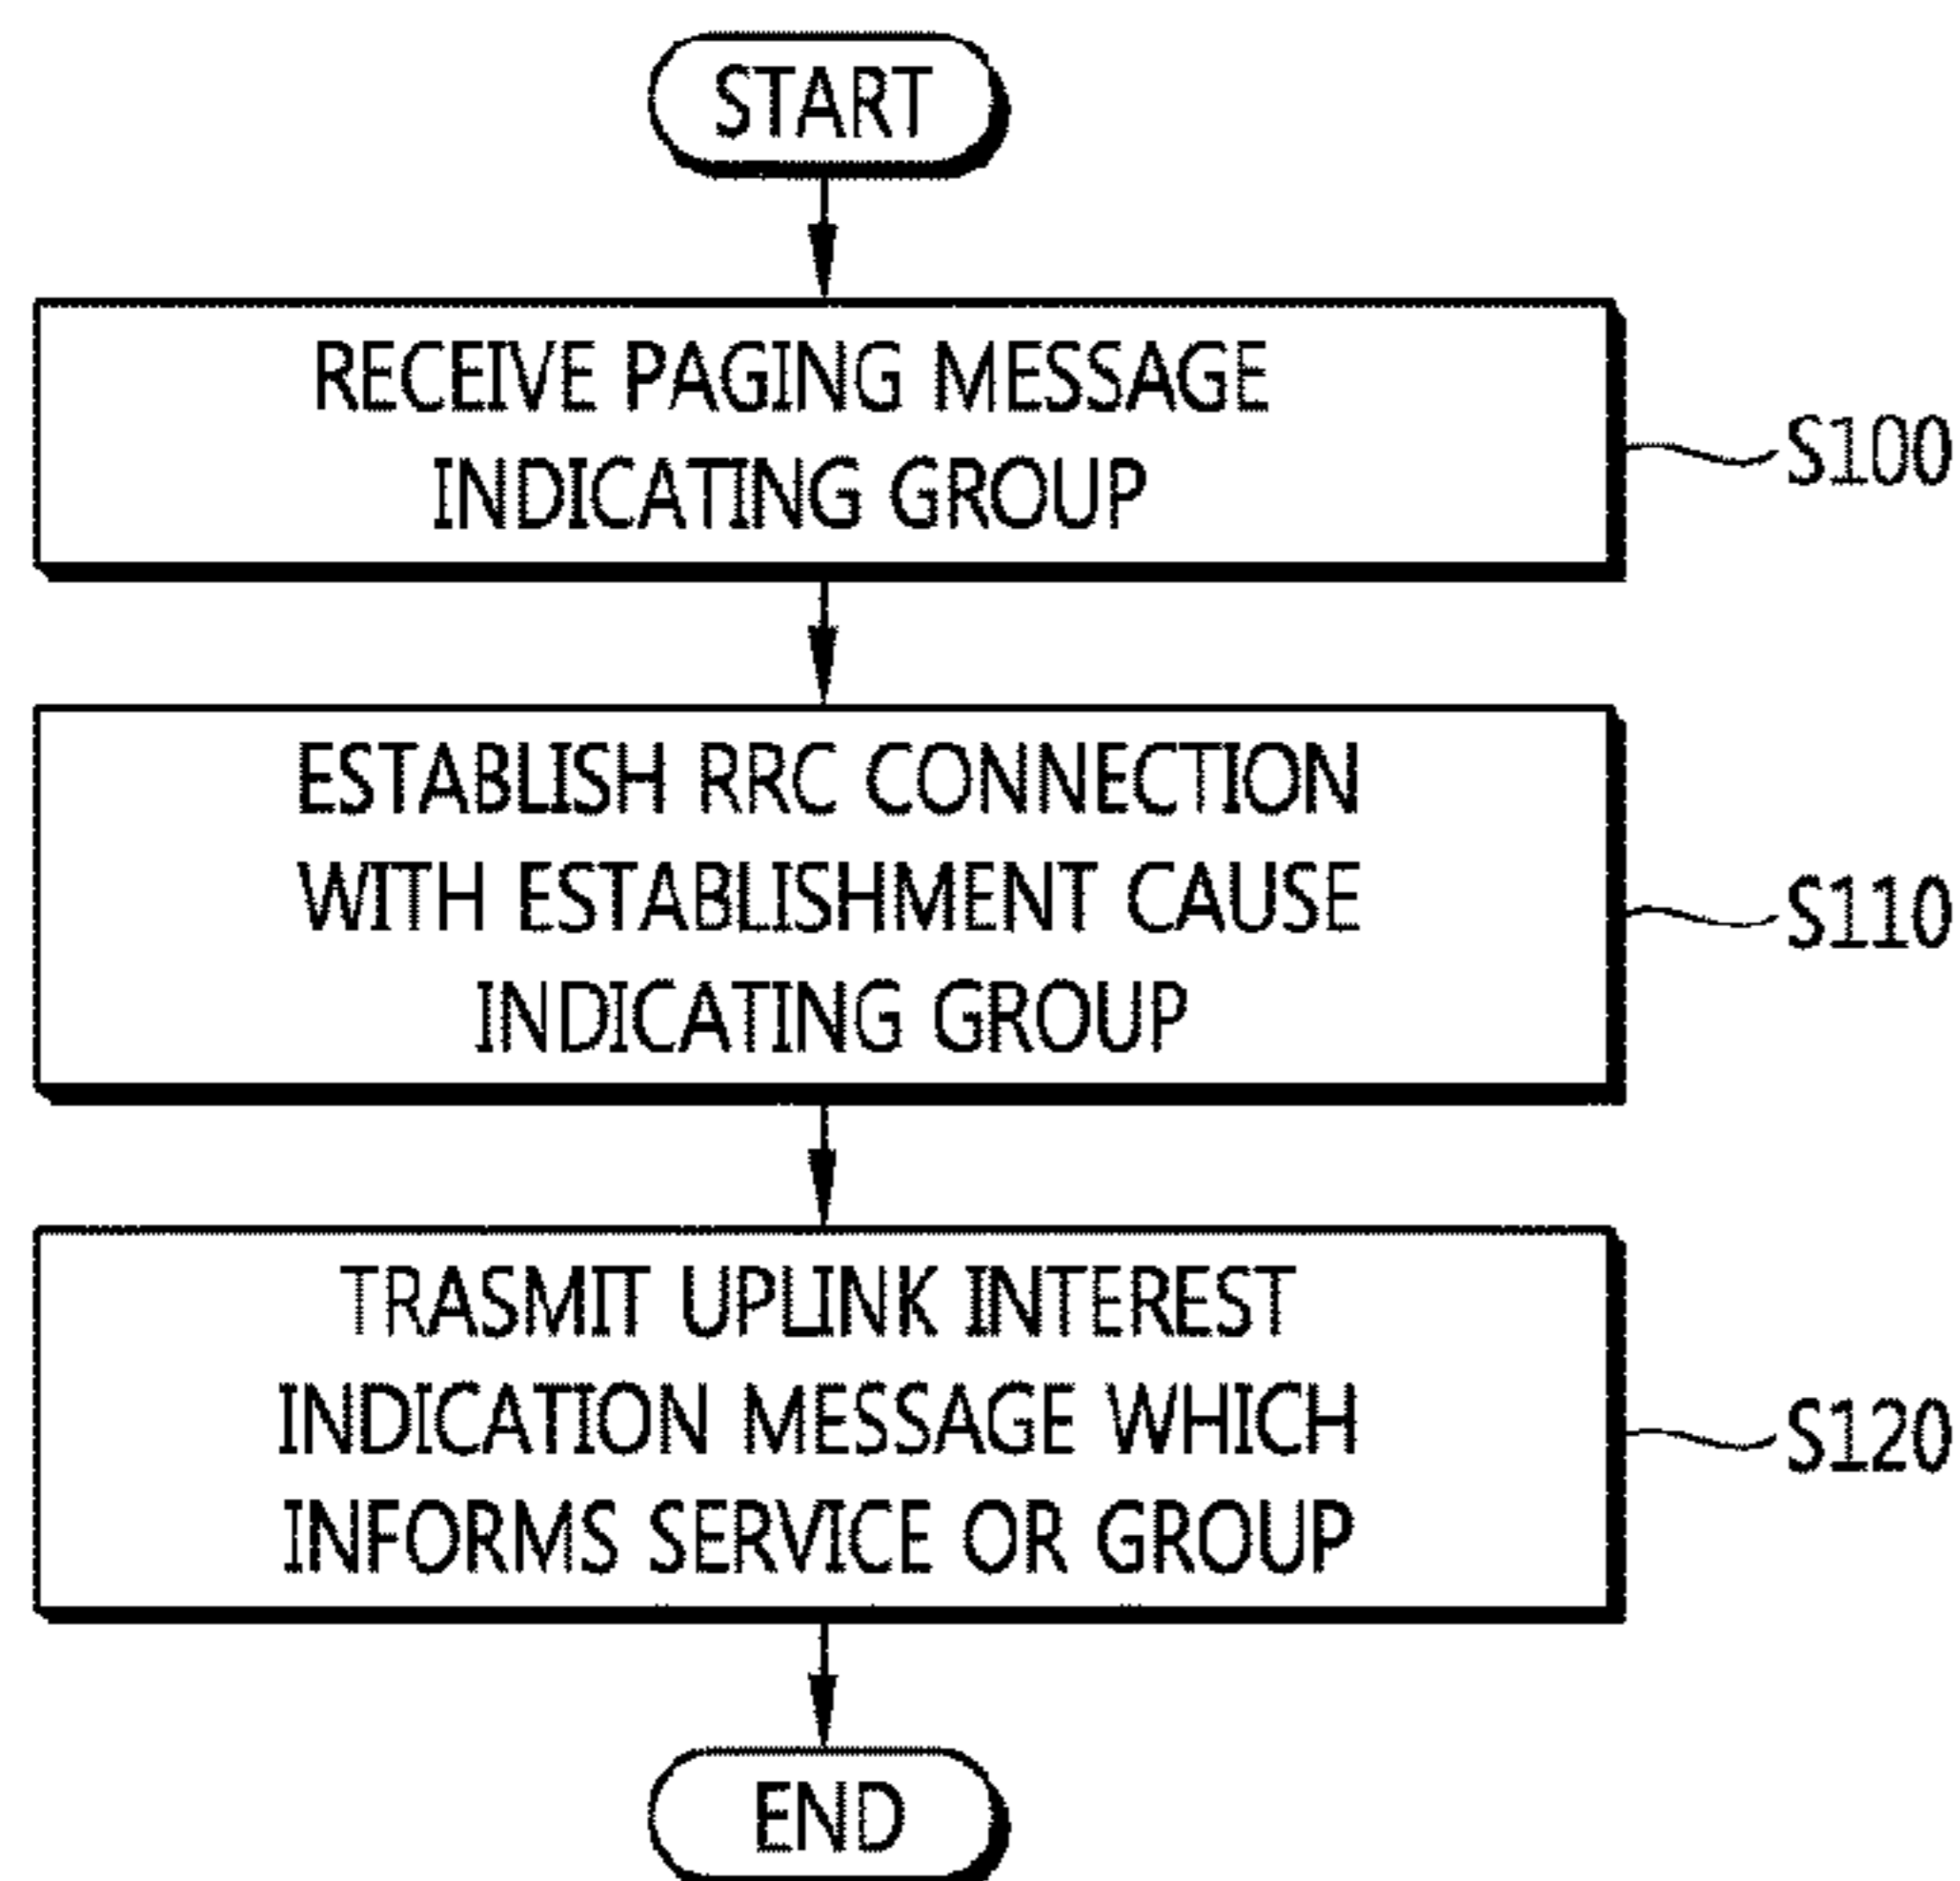 START
RECEIVE PAGING MESSAGE
INDICATING GROUP
S100
ESTABLISH RRC CONNECTION
WITH ESTABLISHMENT CAUSE
INDICATING GROUP
S110
TRASMIT UPLINK INTEREST
INDICATION MESSAGE WHICH
INFORMS SERVICE OR GROUP
S120
END